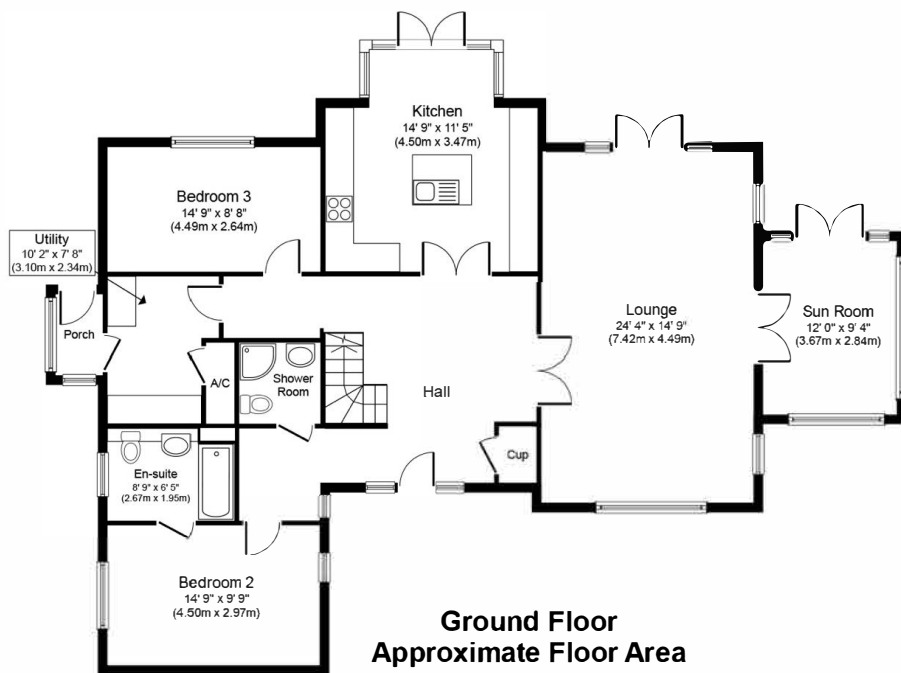 Kitchen
14' 9" x 11' 5"
(4.50m x 3.47m)
Bedroom 3
14' 9" x 8' 8"
(4.49m x 2.64m)
Utility
10' 2" x 7' 8"
(3.10m x 2.34m)
Porch
A/C
Shower
Room
Hall
Lounge
24' 4" x 14' 9"
(7.42m x 4.49m)
Sun Room
12' 0" x 9' 4"
(3.67m x 2.84m)
Cup
En-suite
8' 9" x 6' 5"
(2.67m x 1.95m)
Bedroom 2
14' 9" x 9' 9"
(4.50m x 2.97m)
Ground Floor
Approximate Floor Area